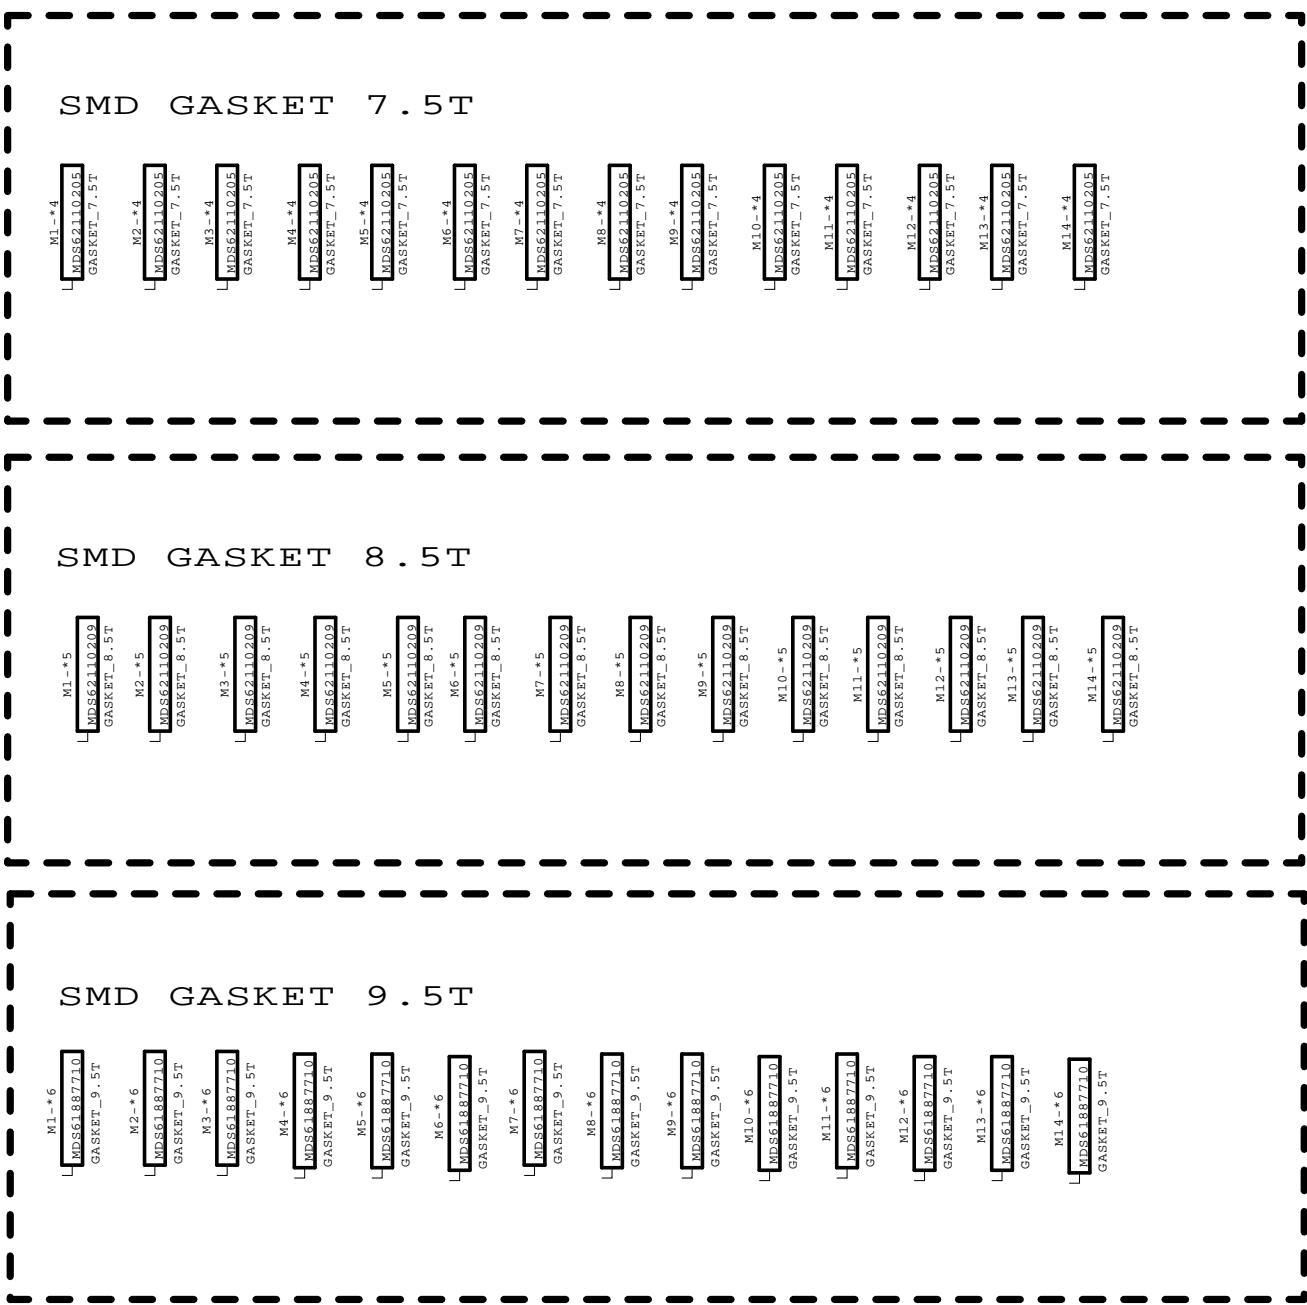 SMD GASKET 7.5T
M1-*4
MDS62110205
GASKET_7.5T
M2-*4
MDS62110205
GASKET_7.5T
M3-*4
MDS62110205
GASKET_7.5T
M4-*4
MDS62110205
GASKET_7.5T
M5-*4
MDS62110205
GASKET_7.5T
M6-*4
MDS62110205
GASKET_7.5T
M7-*4
MDS62110205
GASKET_7.5T
M8-*4
MDS62110205
GASKET_7.5T
M9-*4
MDS62110205
GASKET_7.5T
M10-*4
MDS62110205
GASKET_7.5T
M11-*4
MDS62110205
GASKET_7.5T
M12-*4
MDS62110205
GASKET_7.5T
M13-*4
MDS62110205
GASKET_7.5T
M14-*4
MDS62110205
GASKET_7.5T
SMD GASKET 8.5T
M1-*5
MDS62110209
GASKET_8.5T
M2-*5
MDS62110209
GASKET_8.5T
M3-*5
MDS62110209
GASKET_8.5T
M4-*5
MDS62110209
GASKET_8.5T
M5-*5
MDS62110209
GASKET_8.5T
M6-*5
MDS62110209
GASKET_8.5T
M7-*5
MDS62110209
GASKET_8.5T
M8-*5
MDS62110209
GASKET_8.5T
M9-*5
MDS62110209
GASKET_8.5T
M10-*5
MDS62110209
GASKET_8.5T
M11-*5
MDS62110209
GASKET_8.5T
M12-*5
MDS62110209
GASKET_8.5T
M13-*5
MDS62110209
GASKET_8.5T
M14-*5
MDS62110209
GASKET_8.5T
SMD GASKET 9.5T
M1-*6
MDS61887710
GASKET_9.5T
M2-*6
MDS61887710
GASKET_9.5T
M3-*6
MDS61887710
GASKET_9.5T
M4-*6
MDS61887710
GASKET_9.5T
M5-*6
MDS61887710
GASKET_9.5T
M6-*6
MDS61887710
GASKET_9.5T
M7-*6
MDS61887710
GASKET_9.5T
M8-*6
MDS61887710
GASKET_9.5T
M9-*6
MDS61887710
GASKET_9.5T
M10-*6
MDS61887710
GASKET_9.5T
M11-*6
MDS61887710
GASKET_9.5T
M12-*6
MDS61887710
GASKET_9.5T
M13-*6
MDS61887710
GASKET_9.5T
M14-*6
MDS61887710
GASKET_9.5T